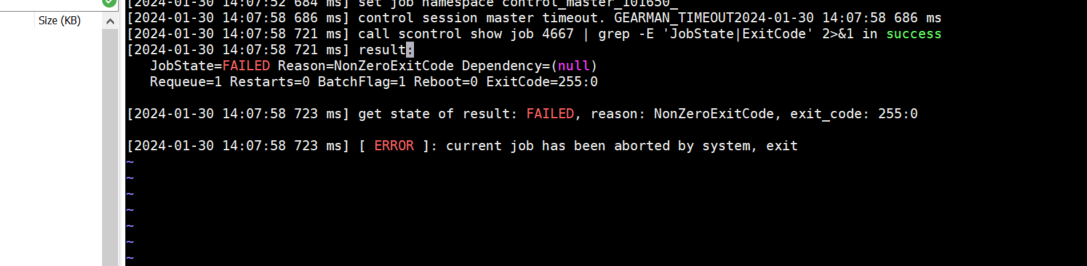 Size (KB)
[2024-01-30 14:07:52 684 ms] set job namespace control_master_101650_
[2024-01-30 14:07:58 686 ms] control session master timeout. GEARMAN_TIMEOUT2024-01-30 14:07:58 686 ms
[2024-01-30 14:07:58 721 ms] call scontrol show job 4667 | grep -E 'JobState|ExitCode' 2>&1 in success
[2024-01-30 14:07:58 721 ms] result:
   JobState=FAILED Reason=NonZeroExitCode Dependency=(null)
   Requeue=1 Restarts=0 BatchFlag=1 Reboot=0 ExitCode=255:0
[2024-01-30 14:07:58 723 ms] get state of result: FAILED, reason: NonZeroExitCode, exit_code: 255:0
[2024-01-30 14:07:58 723 ms] [ ERROR ]: current job has been aborted by system, exit
~
~
~
~
~
~
~